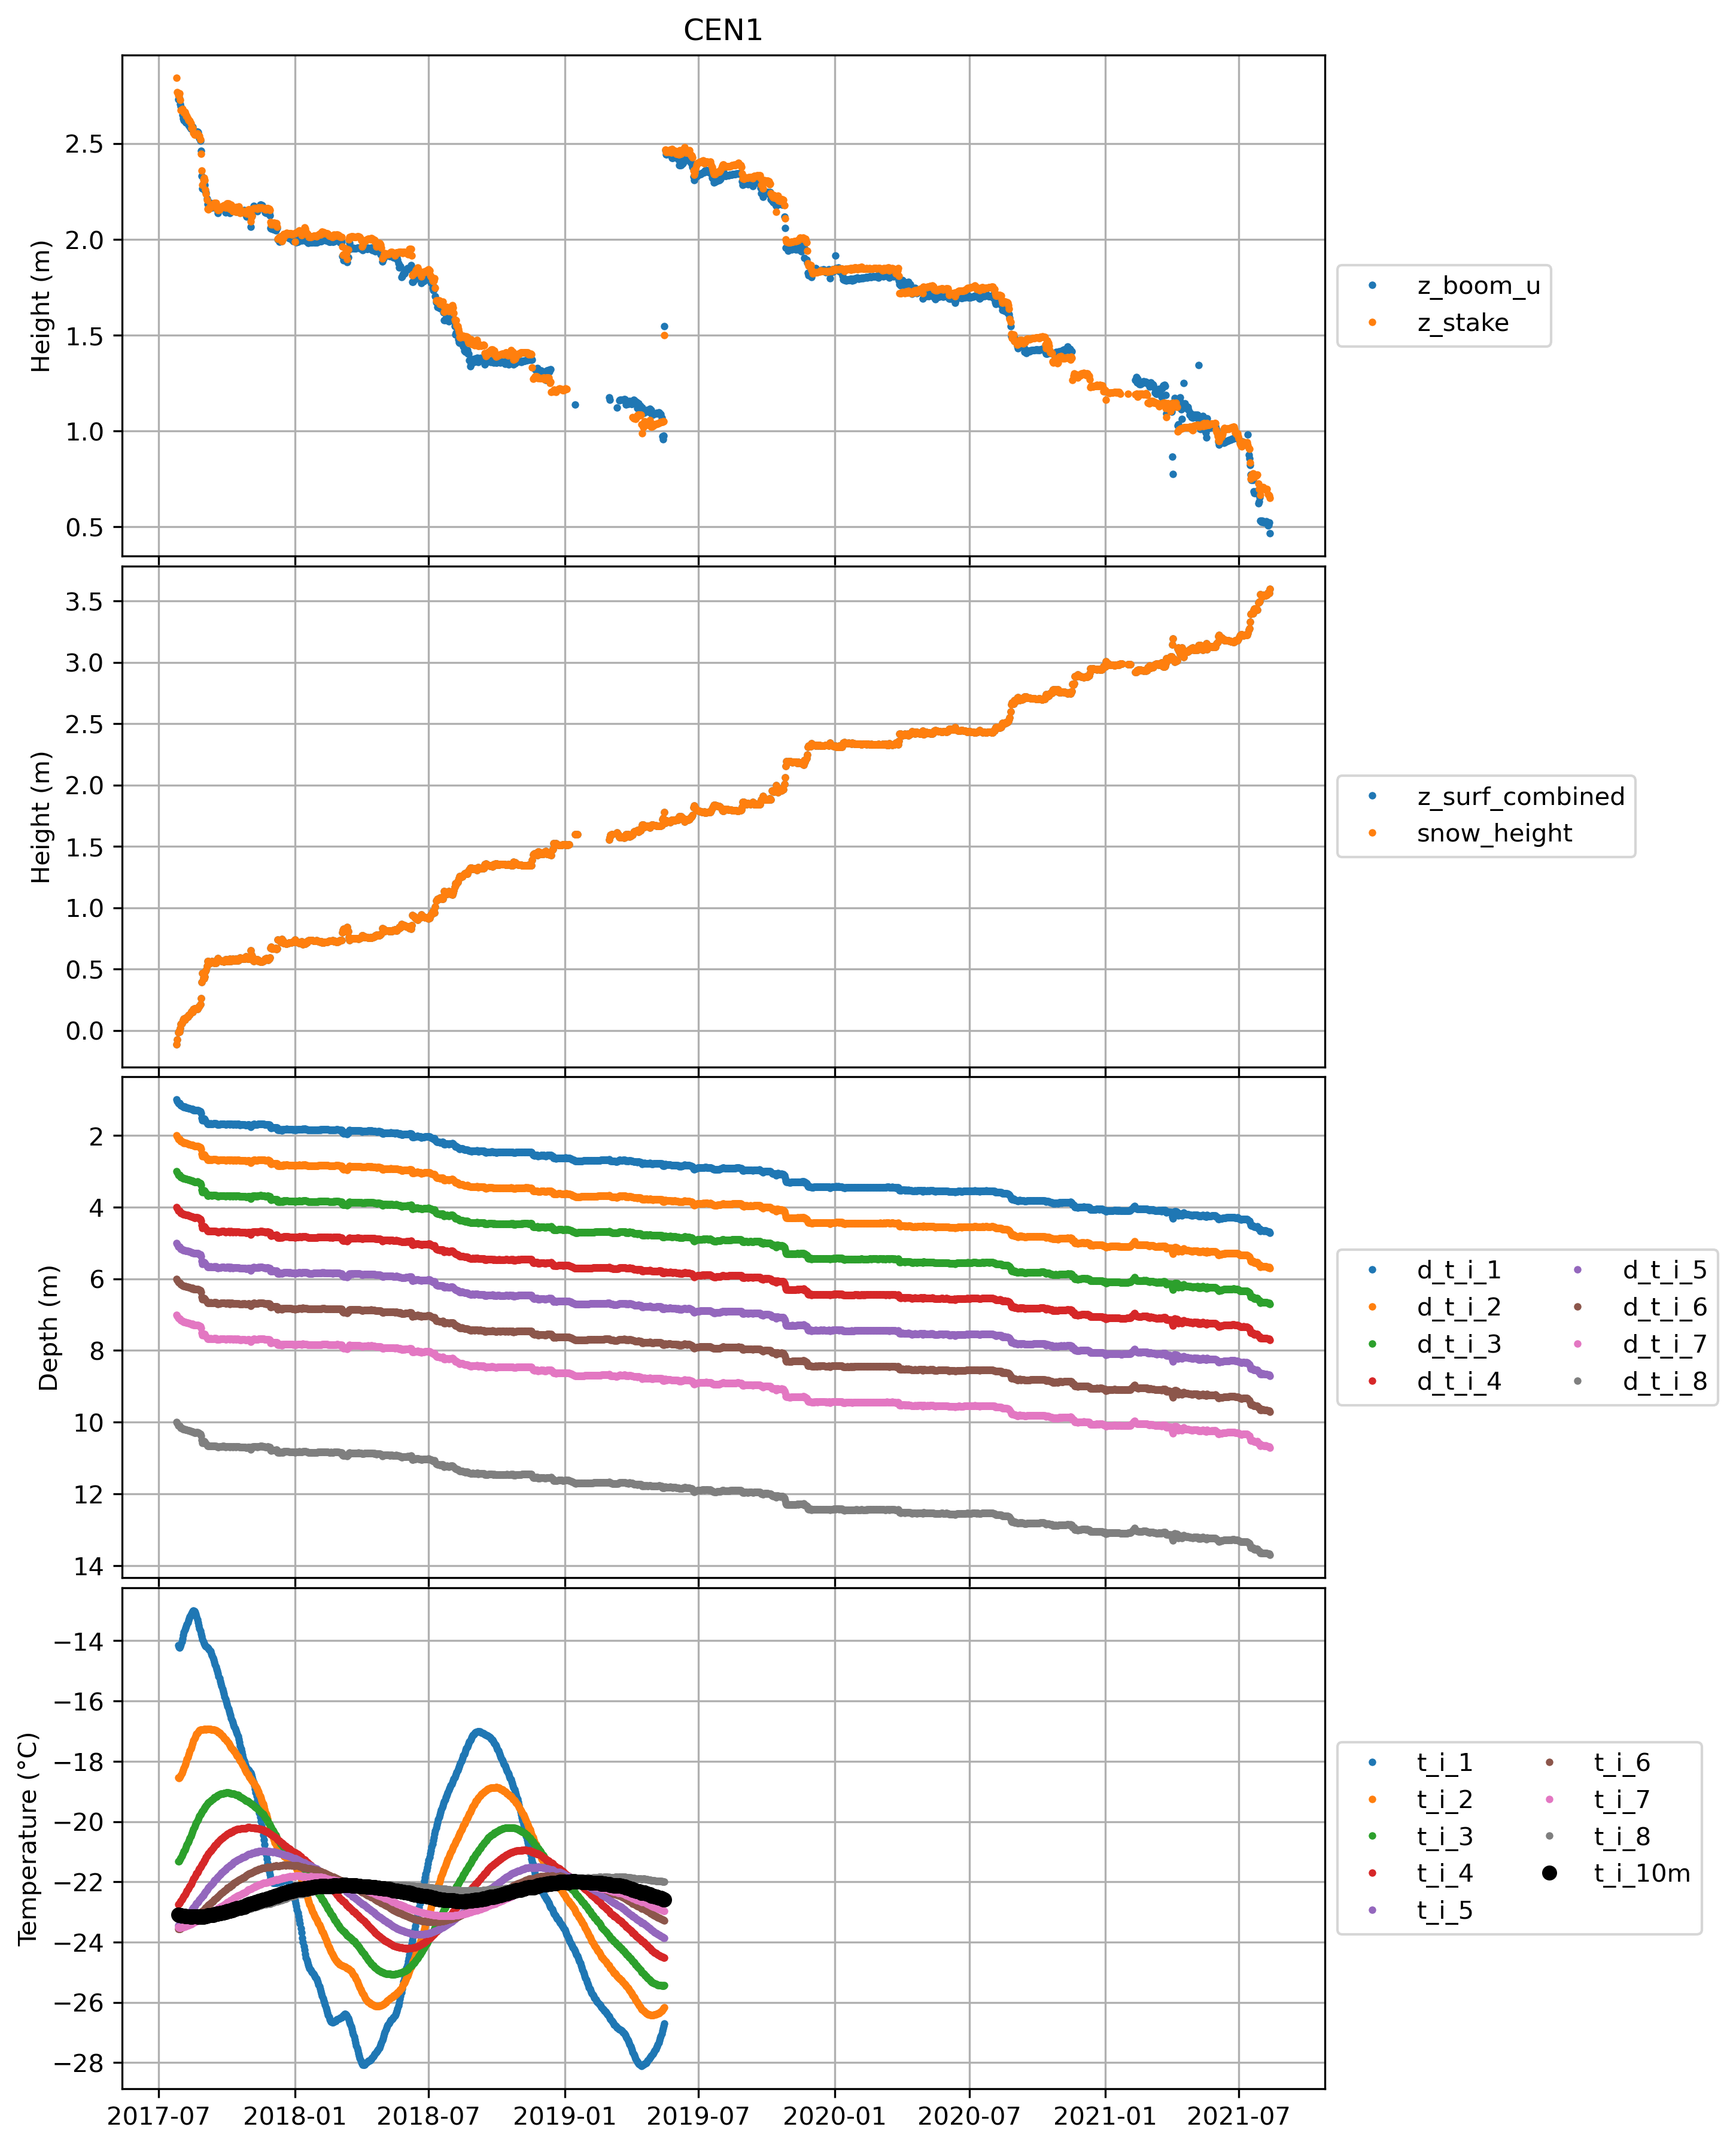 CEN1
Height (m)
2.5
2.0
1.5
1.0
0.5
z_boom_u
z_stake
Height (m)
3.5
3.0
2.5
2.0
1.5
1.0
0.5
0.0
z_surf_combined
snow_height
Depth (m)
2
4
6
8
10
12
14
d_t_i_1 d_t_i_5
d_t_i_2 d_t_i_6
d_t_i_3 d_t_i_7
d_t_i_4 d_t_i_8
Temperature (°C)
−14
−16
−18
−20
−22
−24
−26
−28
t_i_1 t_i_6
t_i_2 t_i_7
t_i_3 t_i_8
t_i_4 t_i_10m
t_i_5
2017-07 2018-01 2018-07 2019-01 2019-07 2020-01 2020-07 2021-01 2021-07